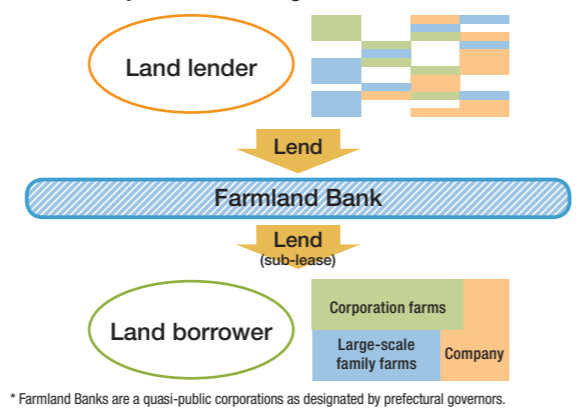 Land lender
Lend
Farmland Bank
Lend
(sub-lease)
Land borrower
Corporation farms
Large-scale
family farms
Company
* Farmland Banks are a quasi-public corporations as designated by prefectural governors.